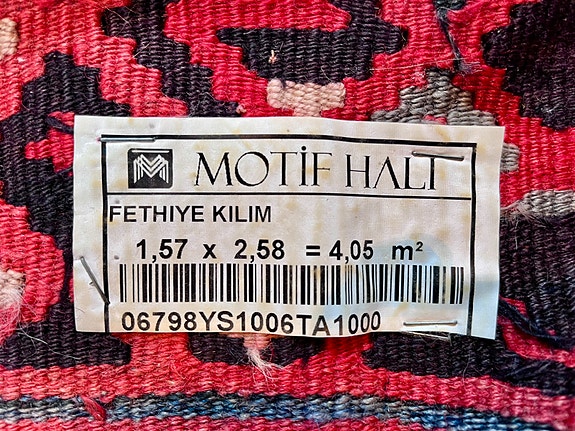 MOTİF HALI
FETHIYE KILIM
1,57 x 2,58 = 4,05 m²
06798YS1006TA1000